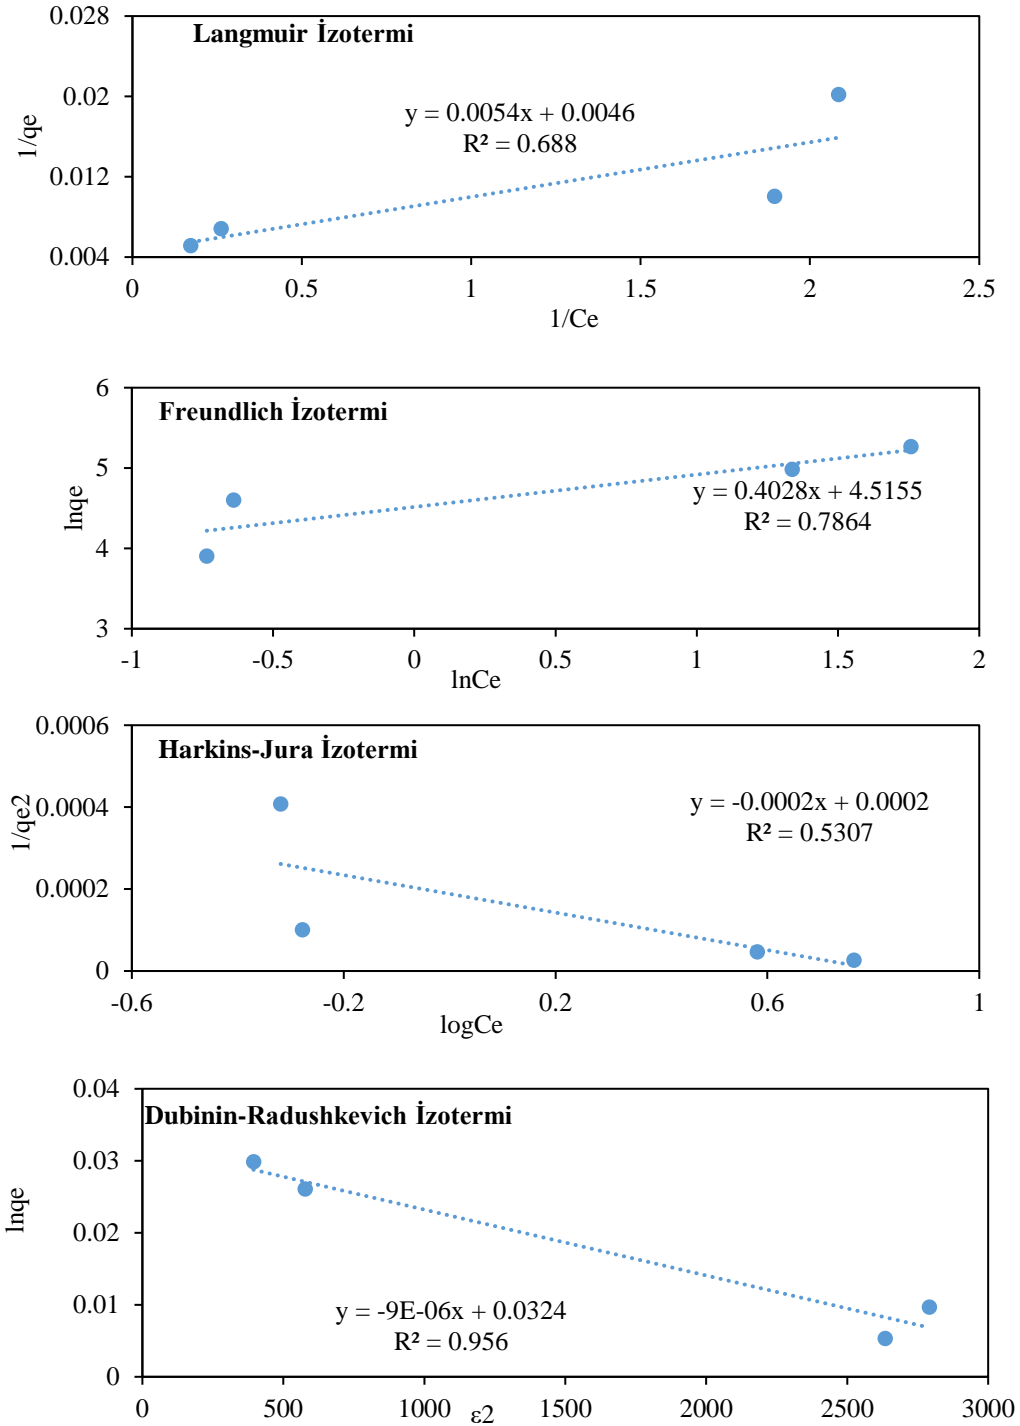 0.028
Langmuir İzotermi
0.02
y = 0.0054x + 0.0046
R² = 0.688
1/qe
0.012
0.004
0 0.5 1 1.5 2 2.5
1/Ce
6
Freundlich İzotermi
5
y = 0.4028x + 4.5155
R² = 0.7864
lnqe
4
3
-1 -0.5 0 0.5 1 1.5 2
lnCe
0.0006
Harkins-Jura İzotermi
0.0004
y = -0.0002x + 0.0002
R² = 0.5307
1/qe2
0.0002
0
-0.6 -0.2 0.2 0.6 1
logCe
0.04
Dubinin-Radushkevich İzotermi
0.03
lnqe
0.02
0.01
y = -9E-06x + 0.0324
R² = 0.956
0
0 500 1000 1500 2000 2500 3000
ε2